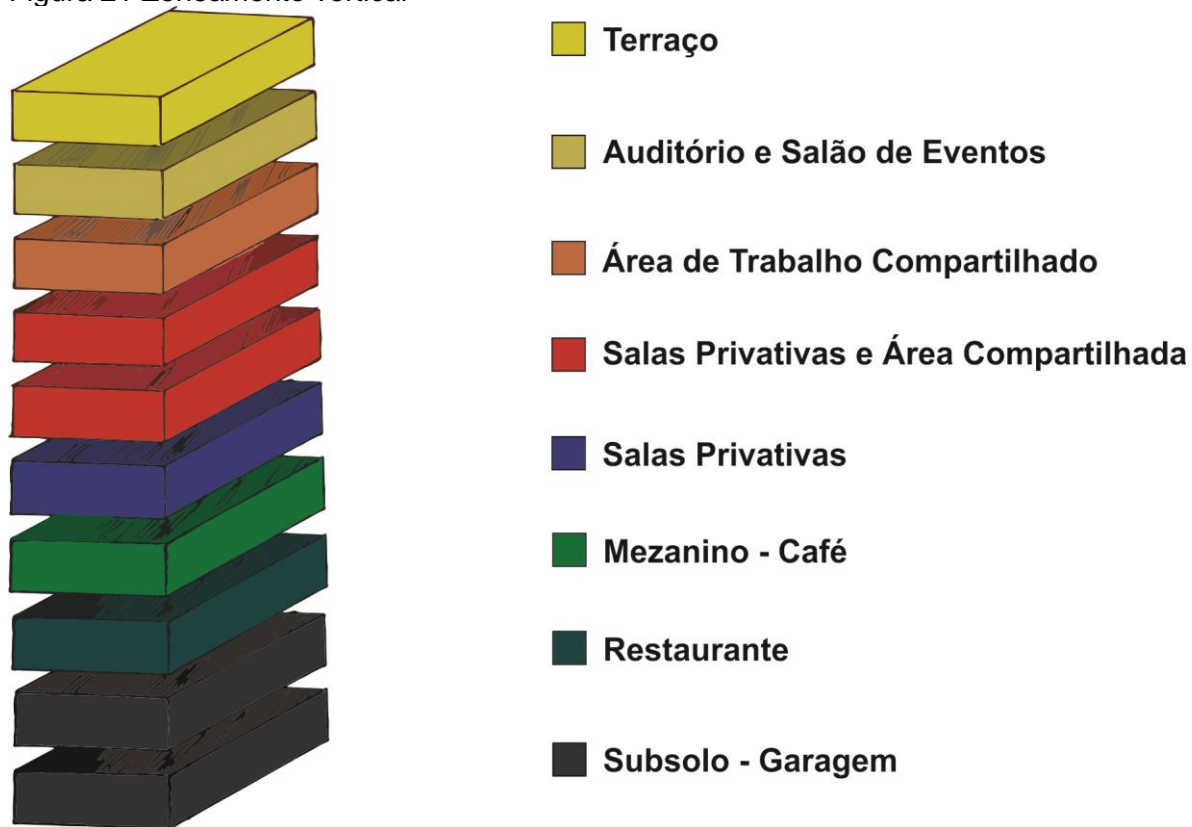 Terraço
Auditório e Salão de Eventos
Área de Trabalho Compartilhado
Salas Privativas e Área Compartilhada
Salas Privativas
Mezanino - Café
Restaurante
Subsolo - Garagem